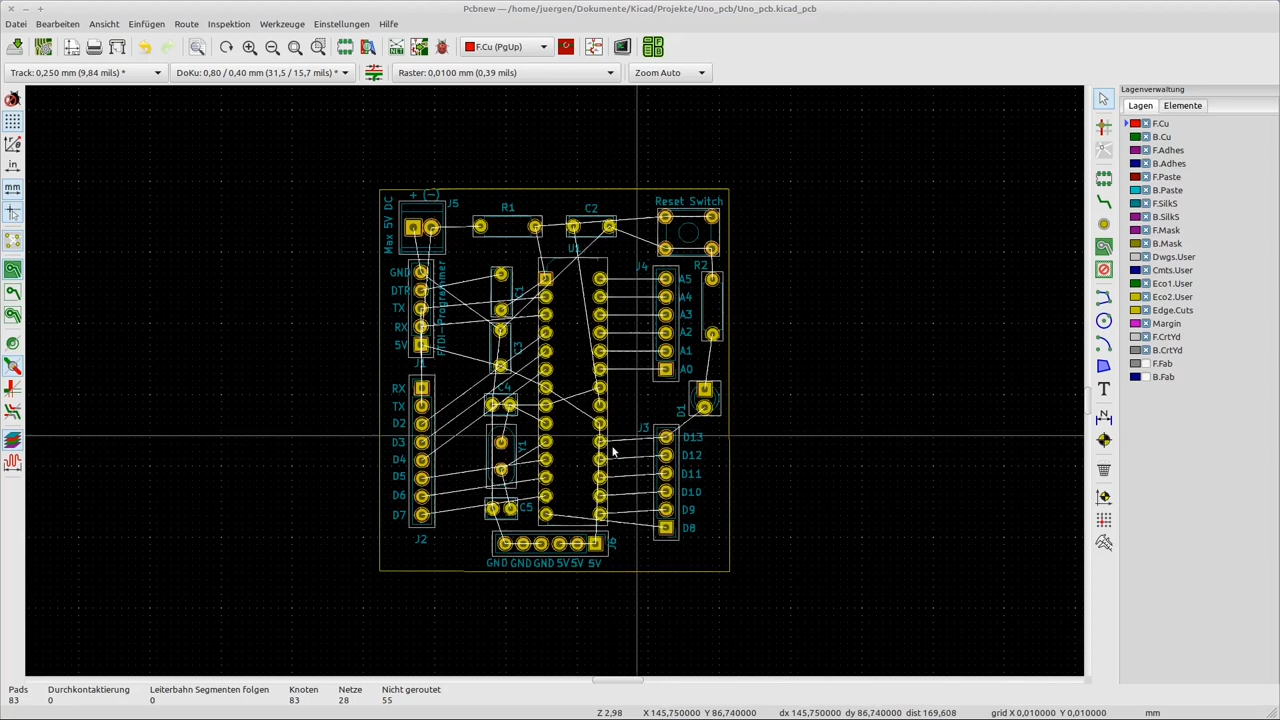 Pcbnew — /home/juergen/Dokumente/Kicad/Projekte/Uno_pcb/Uno_pcb.kicad_pcb
Datei Bearbeiten Ansicht Einfügen Route Inspektion Werkzeuge Einstellungen Hilfe
NET F.Cu (PgUp)
Track: 0,250 mm (9,84 mils) * DoKu: 0,80 / 0,40 mm (31,5 / 15,7 mils) * Raster: 0,0100 mm (0,39 mils) Zoom Auto
Lagenverwaltung
Lagen Elemente
F.Cu
B.Cu
F.Adhes
B.Adhes
F.Paste
B.Paste
F.SilkS
B.SilkS
F.Mask
B.Mask
Dwgs.User
Cmts.User
Eco1.User
Eco2.User
Edge.Cuts
Margin
F.CrtYd
B.CrtYd
F.Fab
B.Fab
in
mm
+ -
Max 5V DC
J5
R1
C2
Reset Switch
U1
J4
R2
GND
DTR
TX
RX
5V
FTDI-Programmer
J1
A5
A4
A3
A2
A1
A0
C4
RX
TX
D2
D3
D4
D5
D6
D7
J2
Y1
C5
D1
J3
D13
D12
D11
D10
D9
D8
J6
GND GND GND 5V 5V 5V
T
N
Pads Durchkontaktierung Leiterbahn Segmenten folgen Knoten Netze Nicht geroutet
83 0 0 83 28 55
Z 2,98 X 145,750000 Y 86,740000 dx 145,750000 dy 86,740000 dist 169,608 grid X 0,010000 Y 0,010000 mm